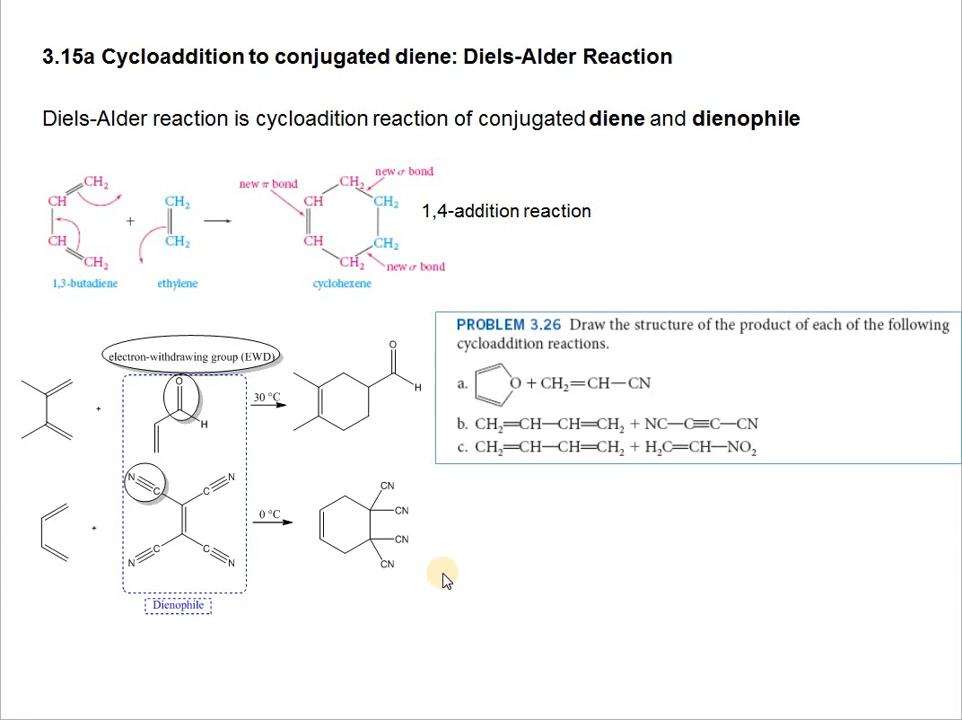 3.15a Cycloaddition to conjugated diene: Diels-Alder Reaction
Diels-Alder reaction is cycloadition reaction of conjugated diene and dienophile
CH₂
CH
CH
CH₂
1,3-butadiene
+
CH₂
CH₂
ethylene
new π bond
new σ bond
CH₂
CH
CH₂
CH
CH₂
CH₂
new σ bond
cyclohexene
1,4-addition reaction
electron-withdrawing group (EWD)
+
O
H
30 °C
O
H
+
N
C
C
N
N
C
C
N
0 °C
CN
CN
CN
CN
Dienophile
PROBLEM 3.26 Draw the structure of the product of each of the following
cycloaddition reactions.
a. O + CH₂=CH—CN
b. CH₂=CH—CH=CH₂ + NC—C≡C—CN
c. CH₂=CH—CH=CH₂ + H₂C=CH—NO₂